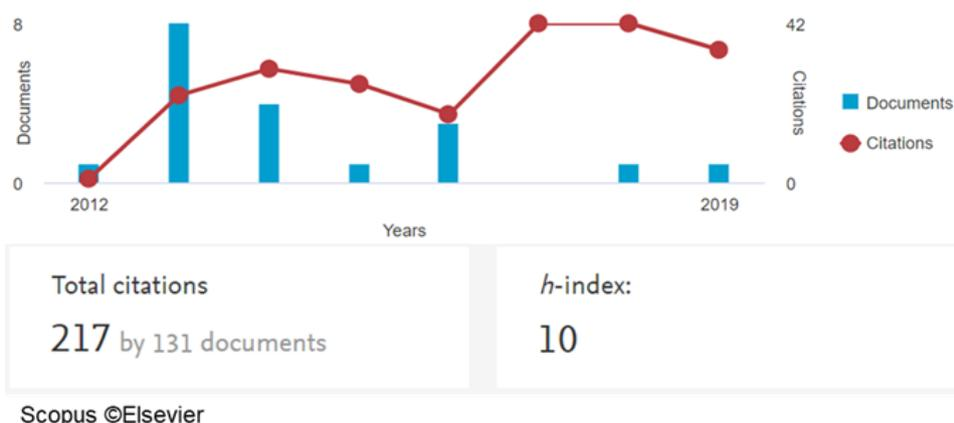 8
42
Documents
Citations
Documents
Citations
0
0
2012
2019
Years
Total citations
217 by 131 documents
h-index:
10
Scopus ©Elsevier